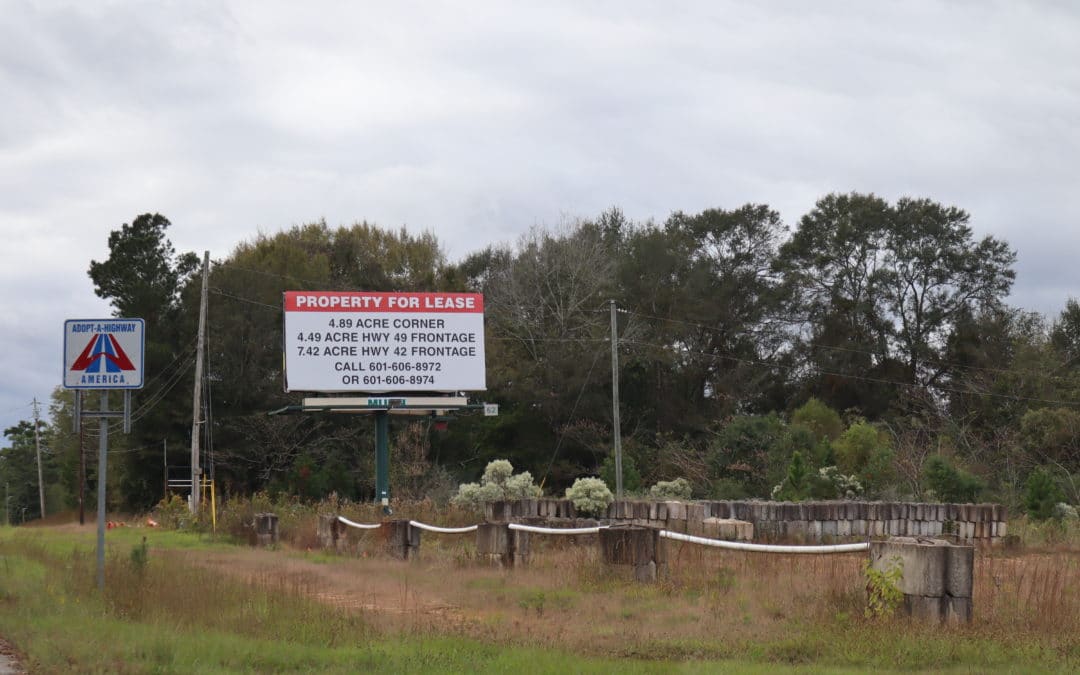 ADOPT-A-HIGHWAY
AMERICA
PROPERTY FOR LEASE
4.89 ACRE CORNER
4.49 ACRE HWY 49 FRONTAGE
7.42 ACRE HWY 42 FRONTAGE
CALL 601-606-8972
OR 601-606-8974
62